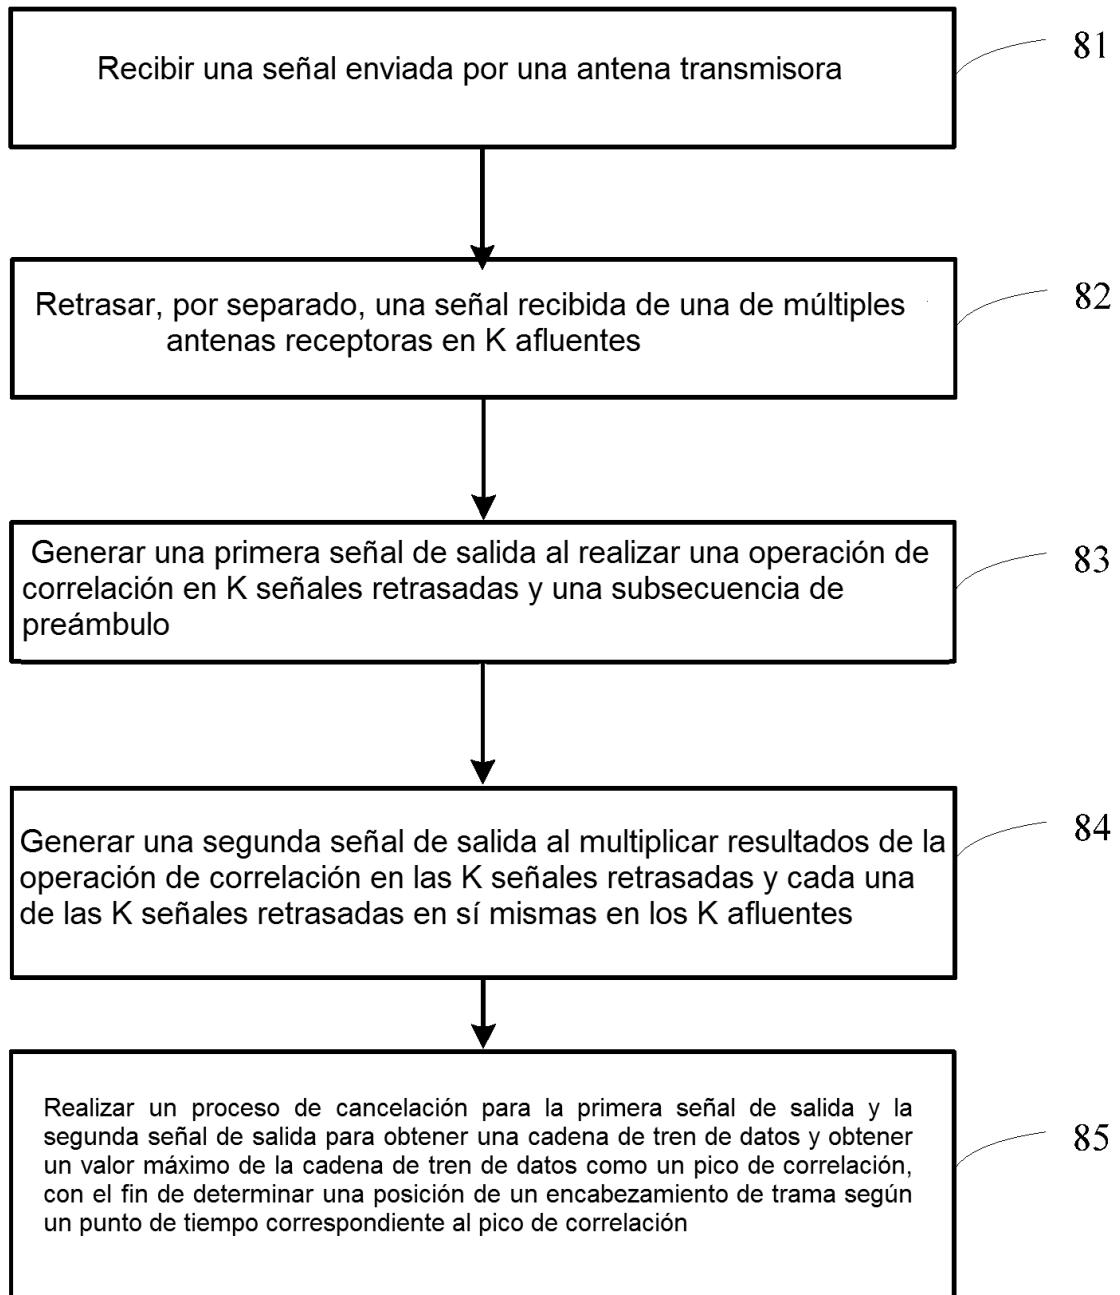 Recibir una señal enviada por una antena transmisora
81
Retrasar, por separado, una señal recibida de una de múltiples
antenas receptoras en K afluentes
82
Generar una primera señal de salida al realizar una operación de
correlación en K señales retrasadas y una subsecuencia de
preámbulo
83
Generar una segunda señal de salida al multiplicar resultados de la
operación de correlación en las K señales retrasadas y cada una
de las K señales retrasadas en sí mismas en los K afluentes
84
Realizar un proceso de cancelación para la primera señal de salida y la
segunda señal de salida para obtener una cadena de tren de datos y obtener
un valor máximo de la cadena de tren de datos como un pico de correlación,
con el fin de determinar una posición de un encabezamiento de trama según
un punto de tiempo correspondiente al pico de correlación
85